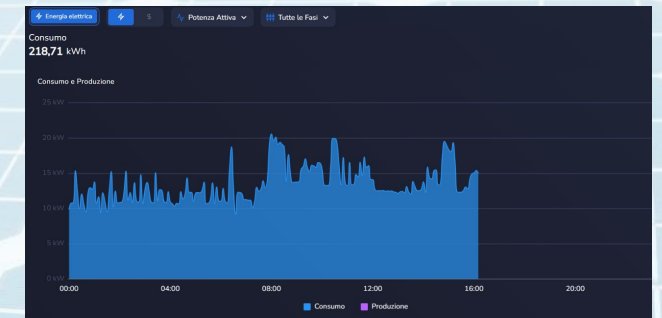 Energia elettrica $ Potenza Attiva Tutte le Fasi
Consumo
218,71 kWh
Consumo e Produzione
25 kW
20 kW
15 kW
10 kW
5 kW
0 kW
00:00 04:00 08:00 12:00 16:00 20:00
Consumo Produzione